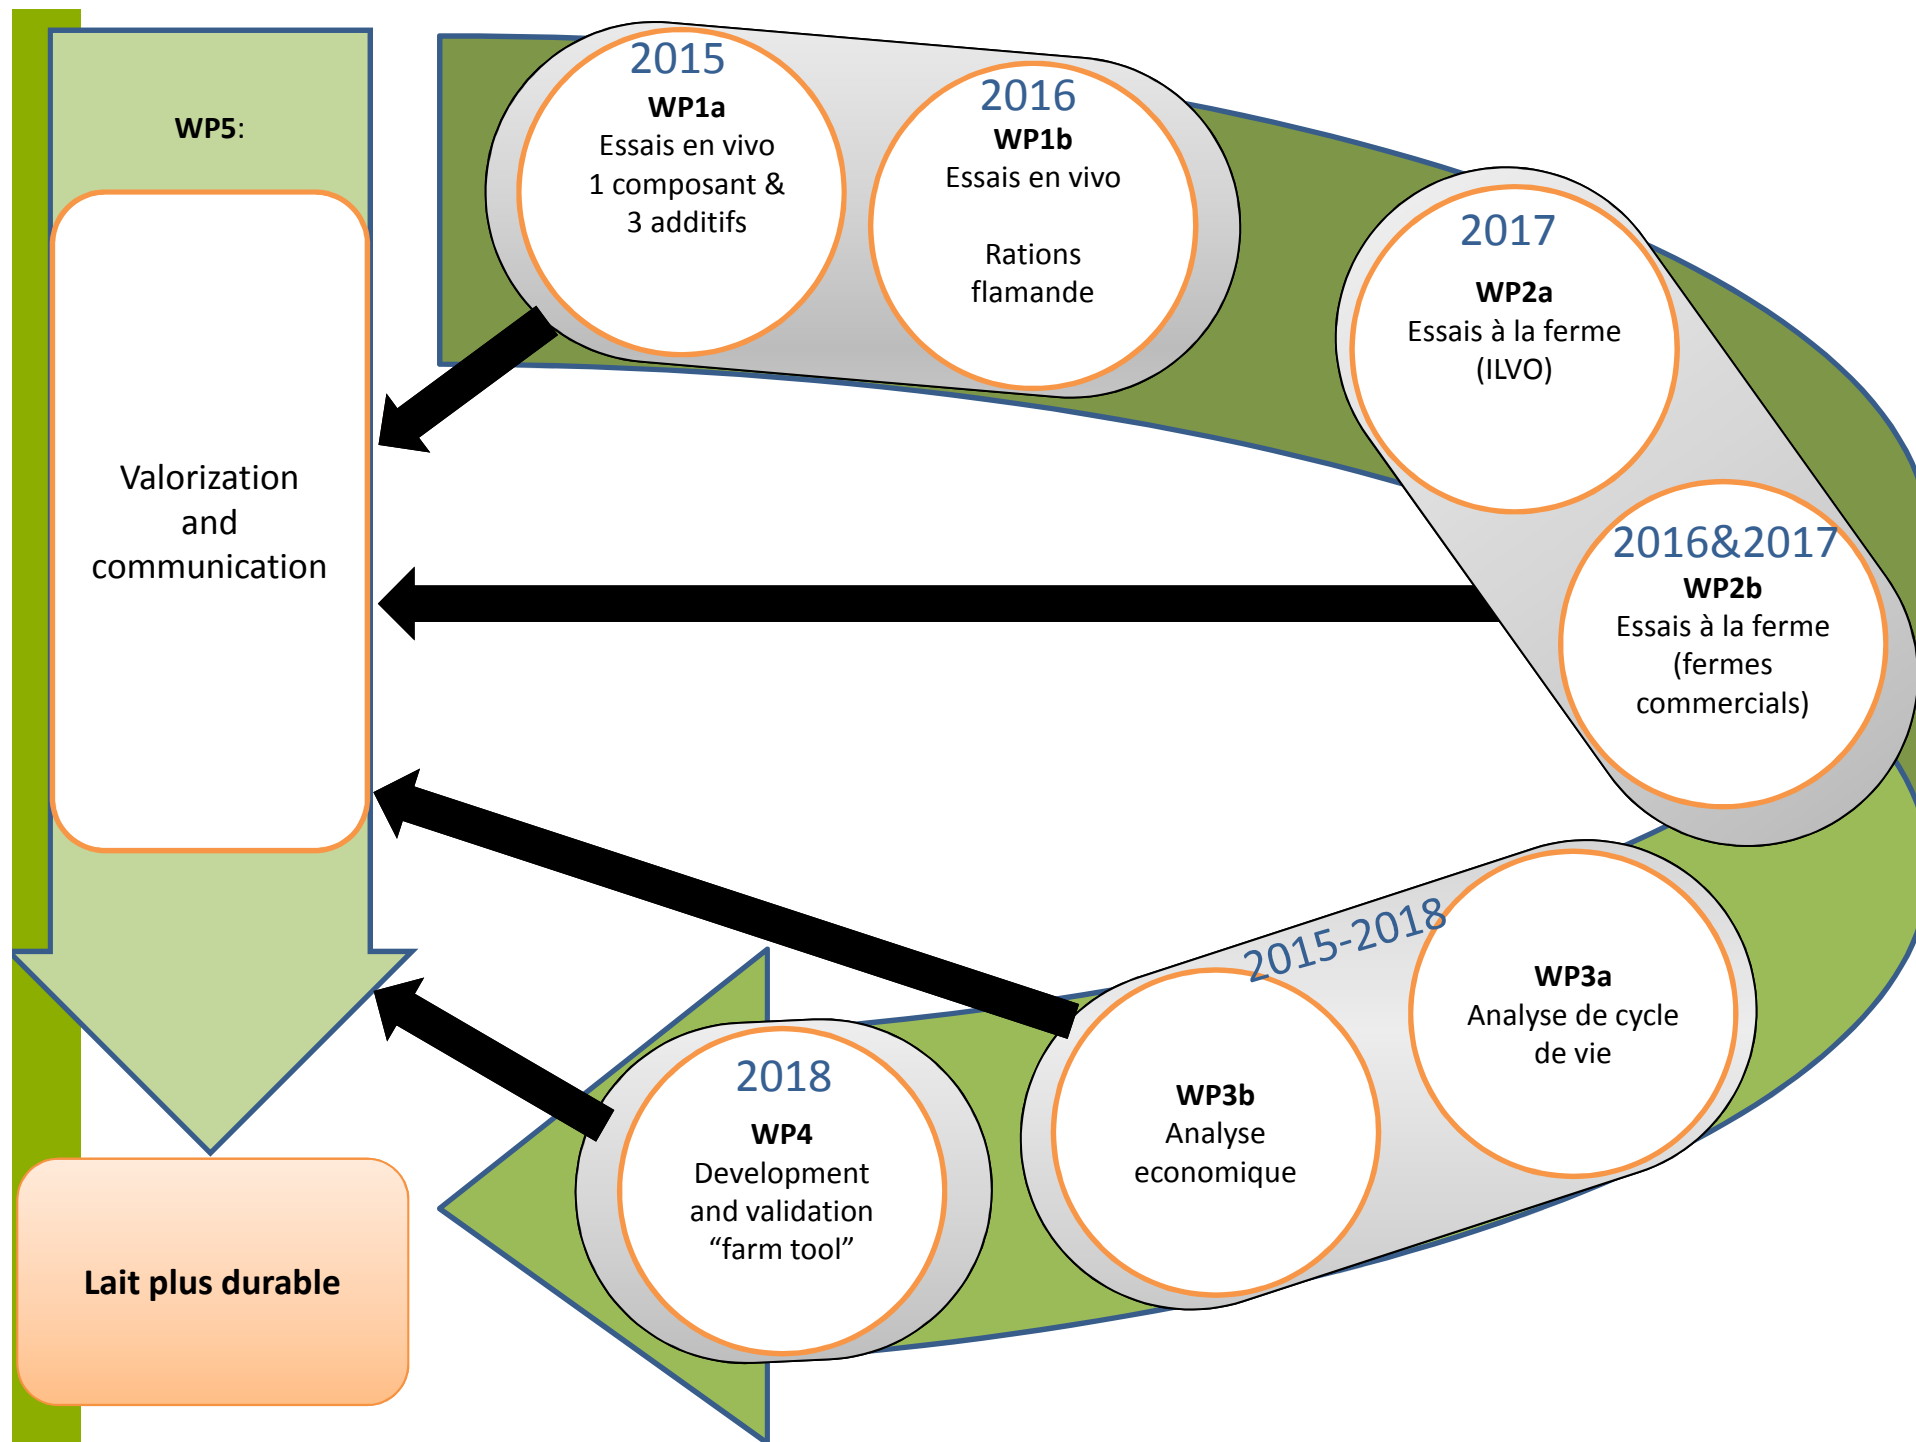 WP5:
Valorization
and
communication
Lait plus durable
2015
WP1a
Essais en vivo
1 composant &
3 additifs
2016
WP1b
Essais en vivo
Rations
flamande
2017
WP2a
Essais à la ferme
(ILVO)
2016&2017
WP2b
Essais à la ferme
(fermes
commercials)
2015-2018
WP3a
Analyse de cycle
de vie
WP3b
Analyse
economique
2018
WP4
Development
and validation
“farm tool”